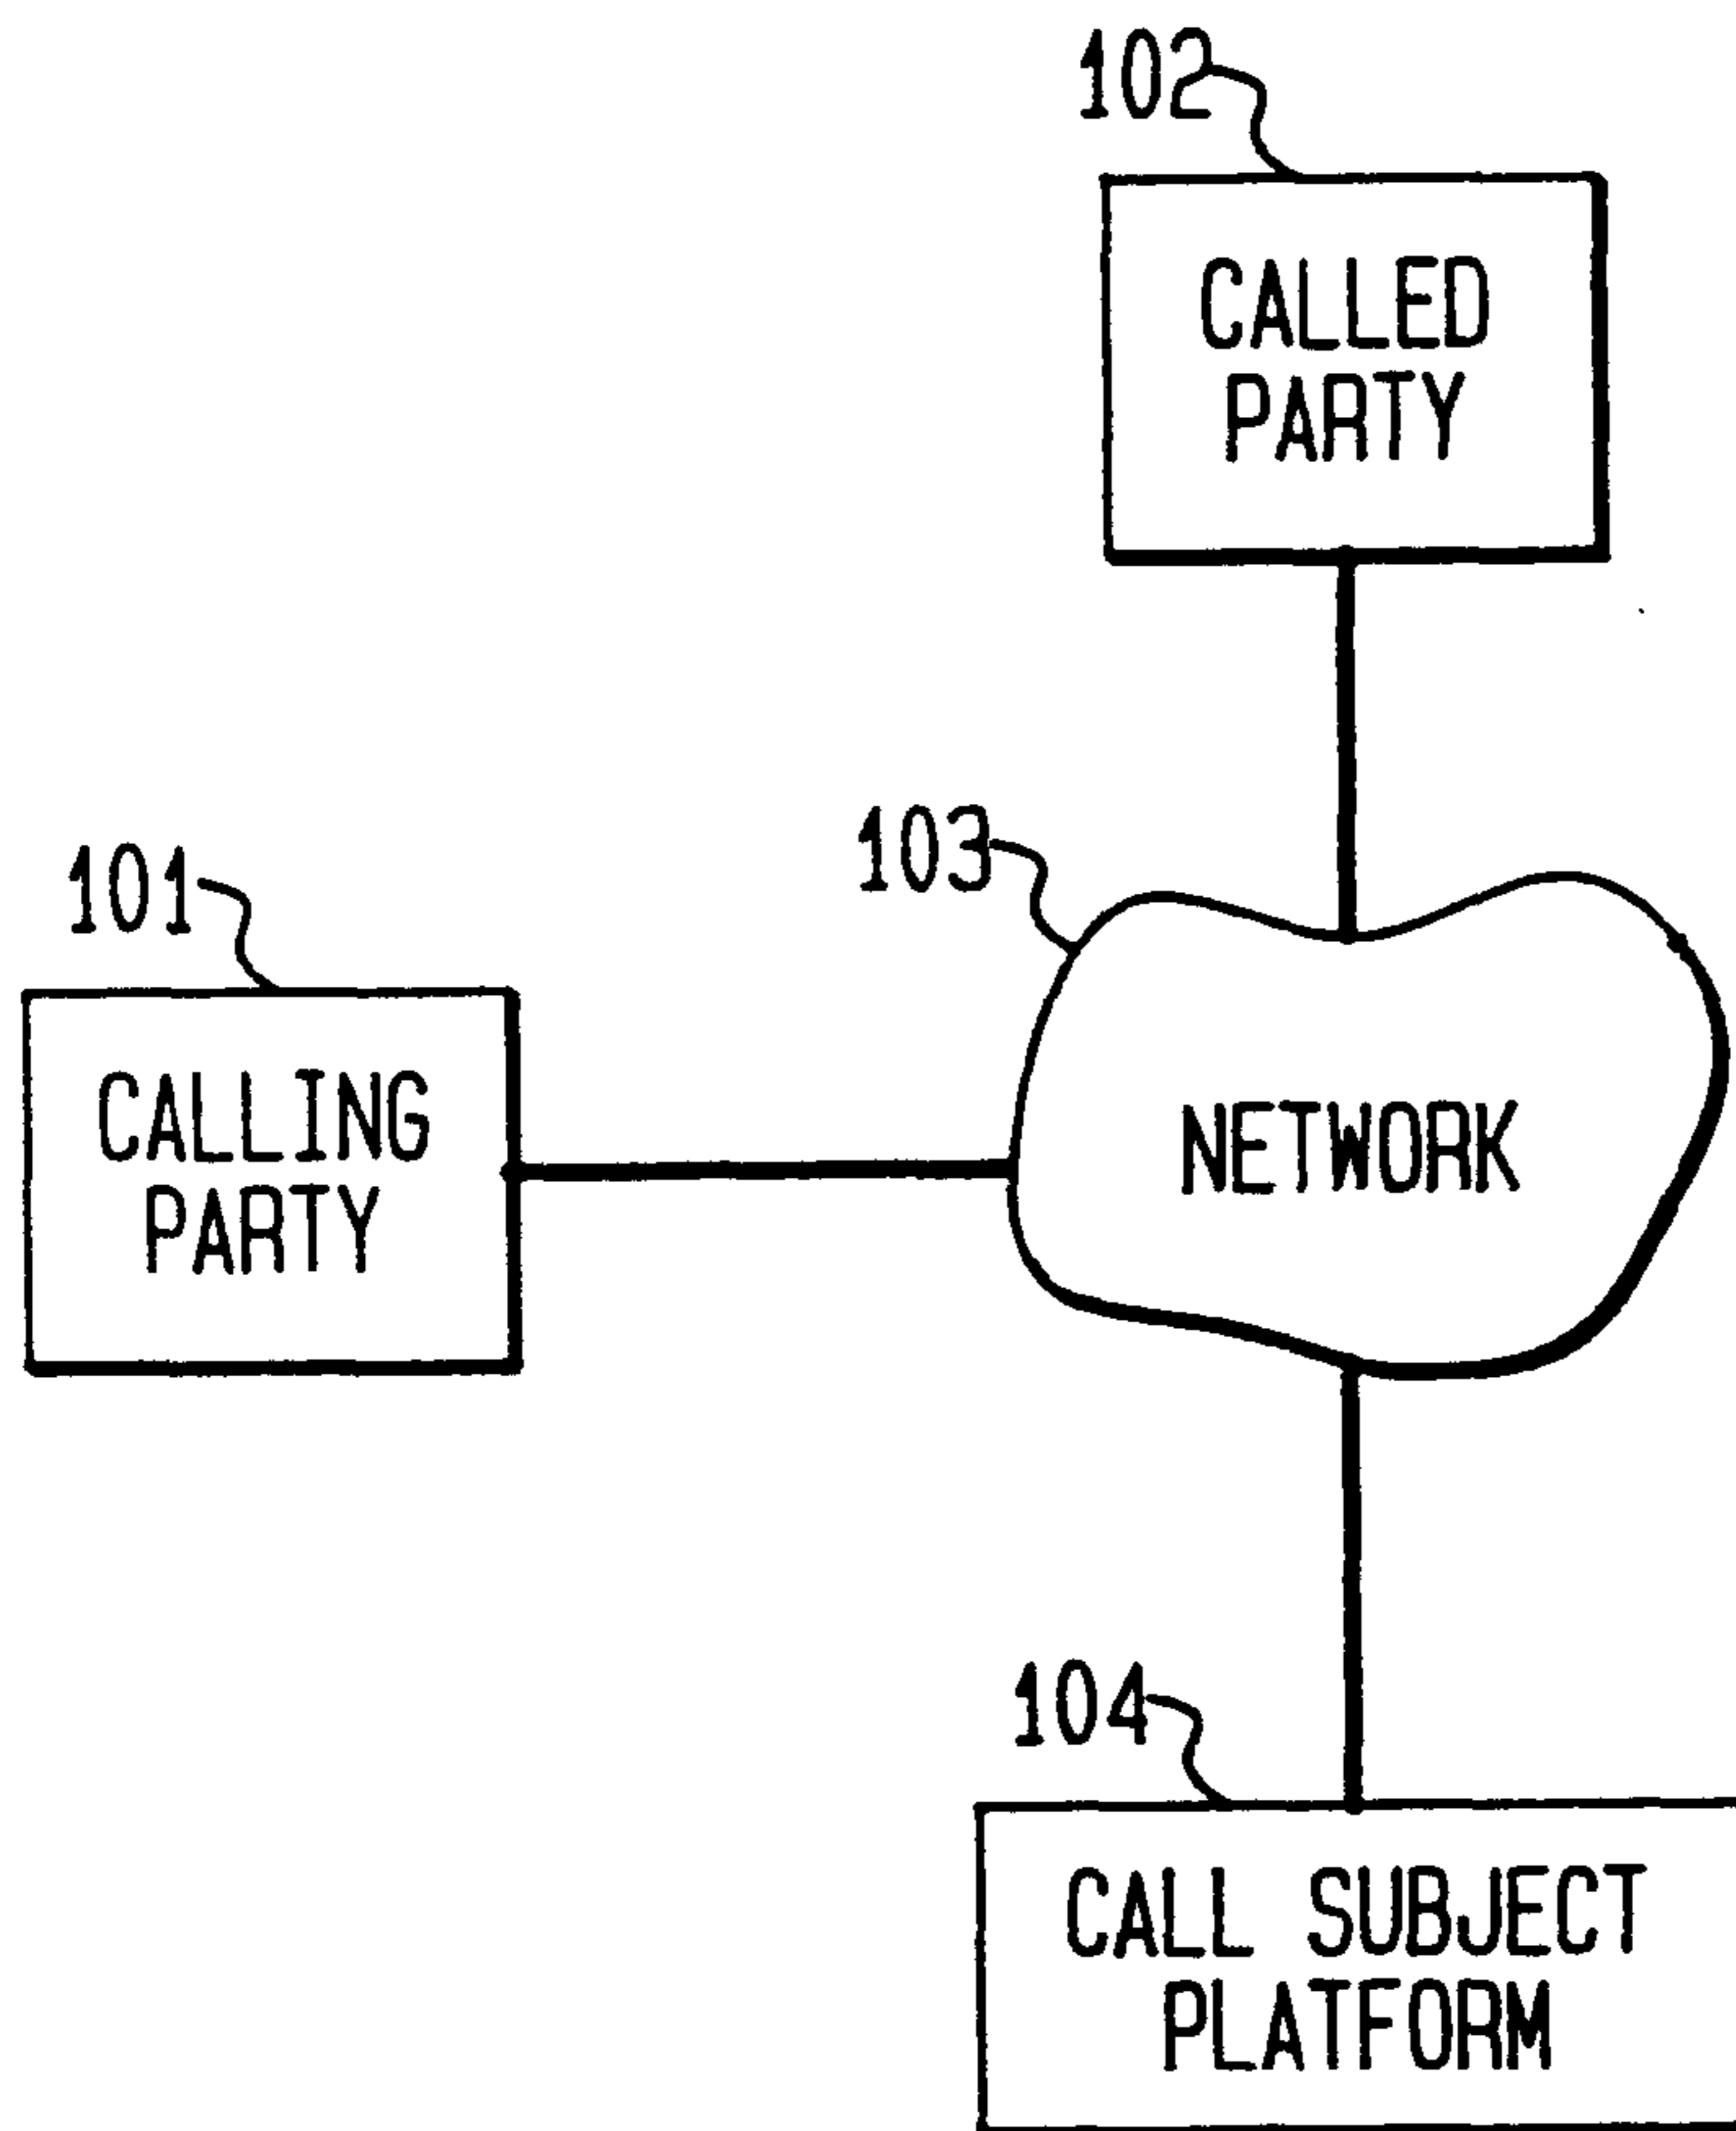 102
CALLED
PARTY
103
101
CALLING
PARTY
NETWORK
104
CALL SUBJECT
PLATFORM